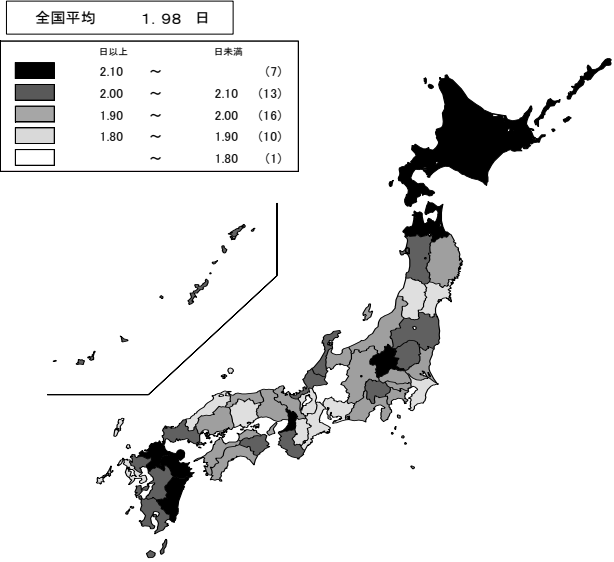 全国平均 1.98 日
日以上 日未満
2.10 ～ （7）
2.00 ～ 2.10 （13）
1.90 ～ 2.00 （16）
1.80 ～ 1.90 （10）
～ 1.80 （1）